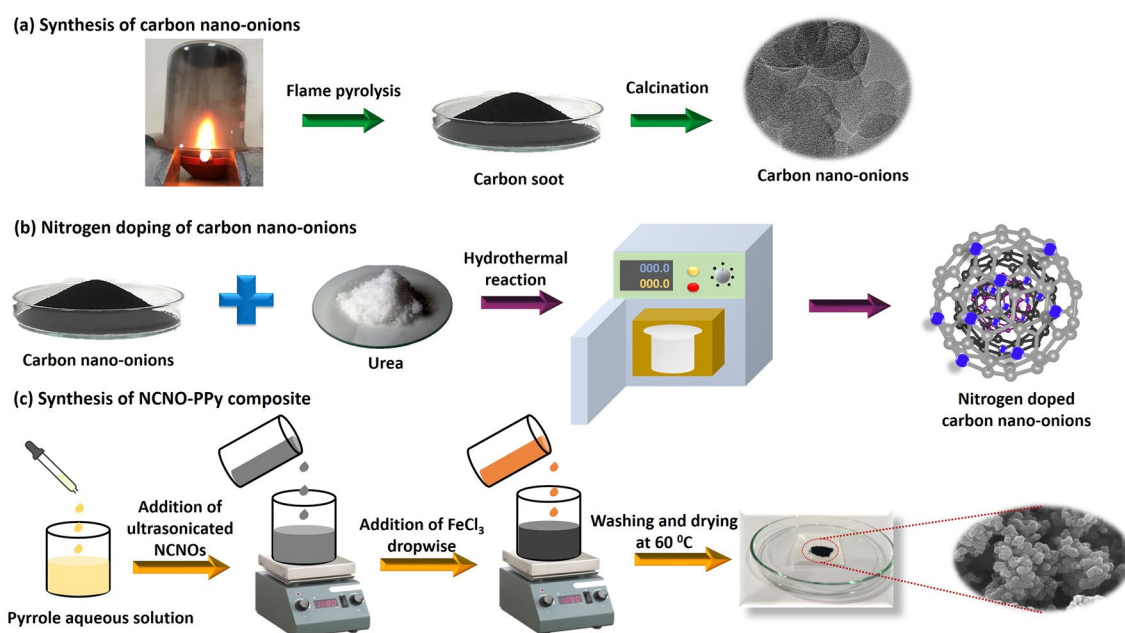 (a) Synthesis of carbon nano-onions
Flame pyrolysis
Calcination
Carbon soot
Carbon nano-onions
(b) Nitrogen doping of carbon nano-onions
Hydrothermal
reaction
000.0
000.0
Carbon nano-onions
Urea
Nitrogen doped
carbon nano-onions
(c) Synthesis of NCNO-PPy composite
Addition of
ultrasonicated
NCNOs
Addition of FeCl₃
dropwise
Washing and drying
at 60 ⁰C
Pyrrole aqueous solution